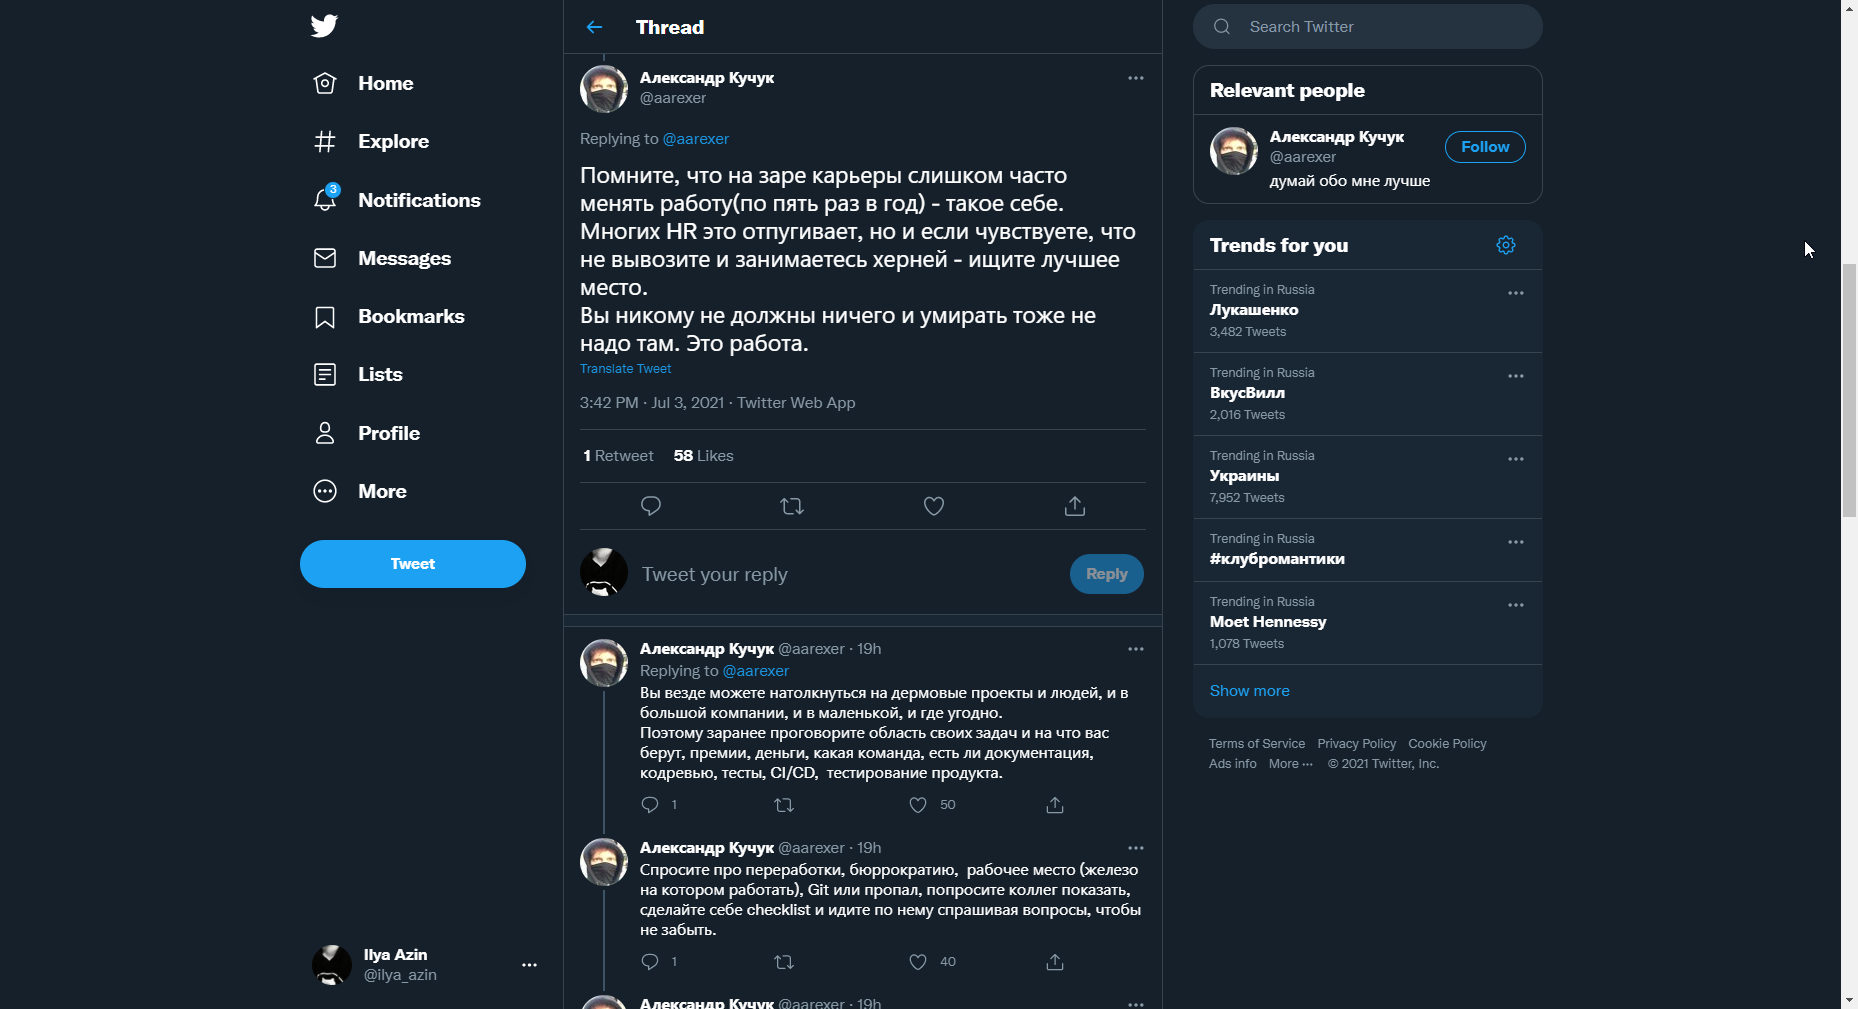 Home
Explore
3
Notifications
Messages
Bookmarks
Lists
Profile
More
Tweet
Ilya Azin
@ilya_azin
Thread
Александр Кучук
@aarexer
Replying to @aarexer
Помните, что на заре карьеры слишком часто
менять работу(по пять раз в год) - такое себе.
Многих HR это отпугивает, но и если чувствуете, что
не вывозите и занимаетесь херней - ищите лучшее
место.
Вы никому не должны ничего и умирать тоже не
надо там. Это работа.
Translate Tweet
3:42 PM · Jul 3, 2021 · Twitter Web App
1 Retweet 58 Likes
Tweet your reply
Reply
Александр Кучук @aarexer · 19h
Replying to @aarexer
Вы везде можете натолкнуться на дермовые проекты и людей, и в
большой компании, и в маленькой, и где угодно.
Поэтому заранее проговорите область своих задач и на что вас
берут, премии, деньги, какая команда, есть ли документация,
кодревью, тесты, CI/CD, тестирование продукта.
1 50
Александр Кучук @aarexer · 19h
Спросите про переработки, бюррократию, рабочее место (железо
на котором работать), Git или пропал, попросите коллег показать,
сделайте себе checklist и идите по нему спрашивая вопросы, чтобы
не забыть.
1 40
Александр Кучук @aarexer · 19h
Search Twitter
Relevant people
Александр Кучук
@aarexer
Follow
думай обо мне лучше
Trends for you
Trending in Russia
Лукашенко
3,482 Tweets
Trending in Russia
ВкусВилл
2,016 Tweets
Trending in Russia
Украины
7,952 Tweets
Trending in Russia
#клубромантики
Trending in Russia
Moet Hennessy
1,078 Tweets
Show more
Terms of Service Privacy Policy Cookie Policy
Ads info More ··· © 2021 Twitter, Inc.